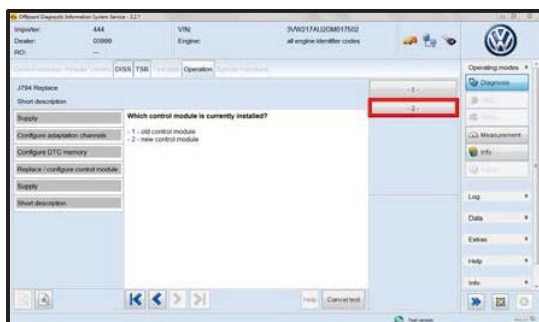 Offboard Diagnostic Information System Service - 2.2.1
Importer: 444 VIN: 3VW217AU2GM017502
Dealer: 03999 Engine: all engine identifier codes
RO: ---
DISS TSB Operation
J794 Replace
Short description
Supply
Configure adaptation channels
Configure DTC memory
Replace / configure control module
Supply
Short description
Which control module is currently installed?
- 1 - old control module
- 2 - new control module
- 1 -
- 2 -
Operating modes
Diagnosis
Measurement
Info
Log
Data
Extras
Help
Info
Help
Cancel test